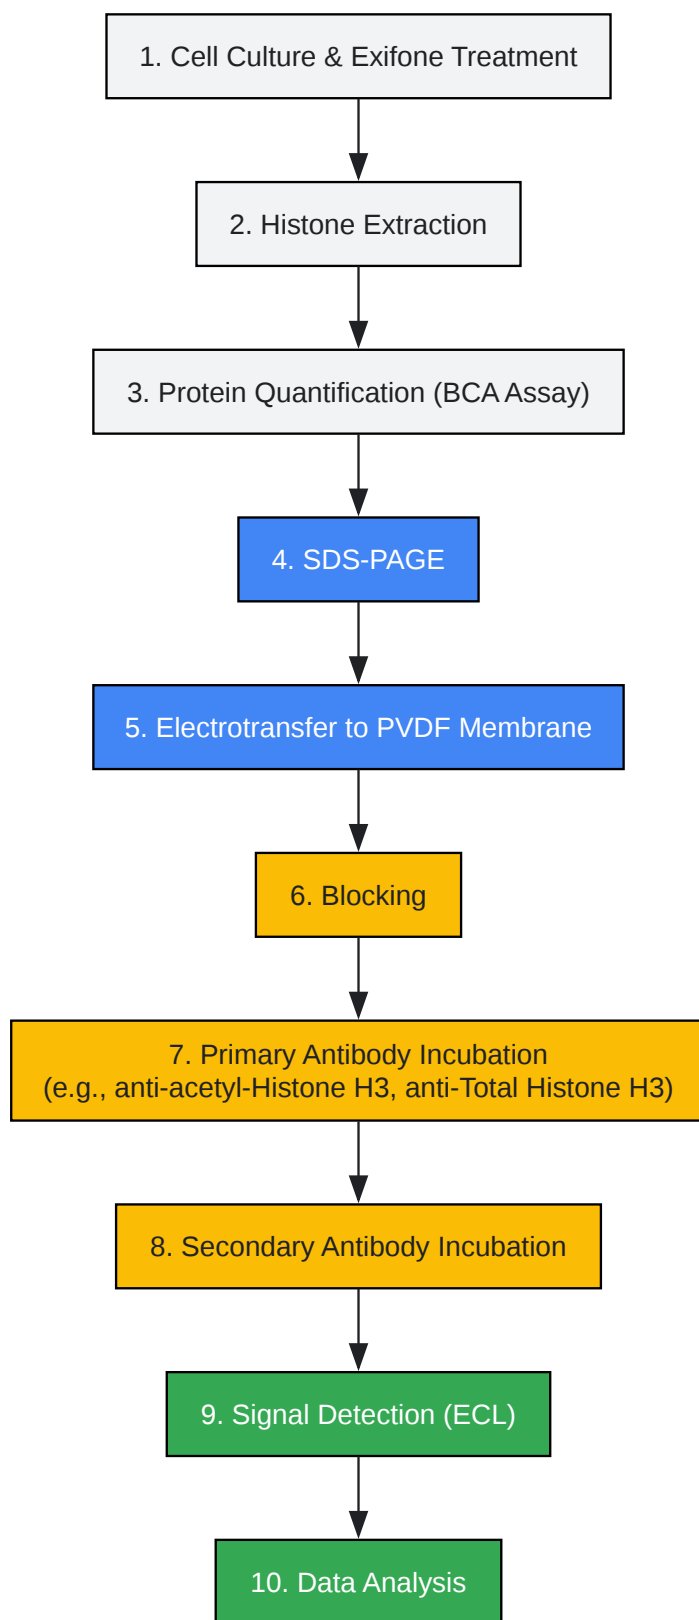 1. Cell Culture & Exifone Treatment
2. Histone Extraction
3. Protein Quantification (BCA Assay)
4. SDS-PAGE
5. Electrotransfer to PVDF Membrane
6. Blocking
7. Primary Antibody Incubation
(e.g., anti-acetyl-Histone H3, anti-Total Histone H3)
8. Secondary Antibody Incubation
9. Signal Detection (ECL)
10. Data Analysis